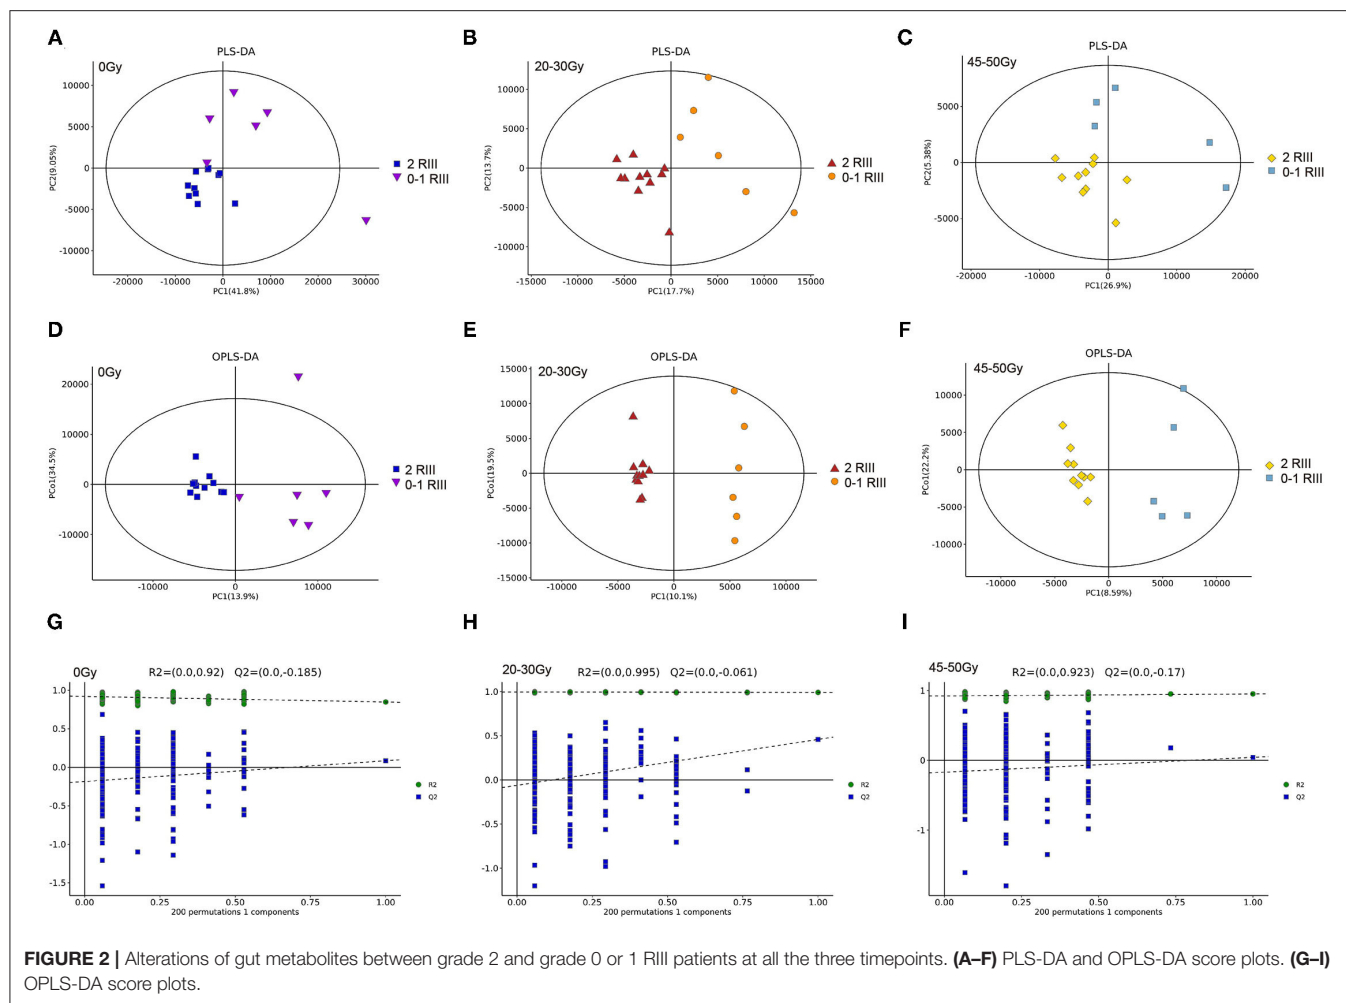 A
B
C
PLS-DA
PLS-DA
PLS-DA
0Gy
20-30Gy
45-50Gy
10000
5000
0
-5000
-10000
PC2(9.05%)
-20000 -10000 0 10000 20000 30000
PC1(41.8%)
2 RIII
0-1 RIII
10000
5000
0
-5000
-10000
PC2(13.7%)
-15000 -10000 -5000 0 5000 10000 15000
PC1(17.7%)
2 RIII
0-1 RIII
5000
0
-5000
PC2(5.38%)
-20000 -10000 0 10000 20000
PC1(26.9%)
2 RIII
0-1 RIII
D
E
F
OPLS-DA
OPLS-DA
OPLS-DA
0Gy
20-30Gy
45-50Gy
20000
10000
0
-10000
PCo1(34.5%)
-10000 0 10000
PC1(13.9%)
2 RIII
0-1 RIII
15000
10000
5000
0
-5000
-10000
-15000
PCo1(19.5%)
-10000 -5000 0 5000 10000
PC1(10.1%)
2 RIII
0-1 RIII
10000
5000
0
-5000
-10000
PCo1(22.2%)
-10000 -5000 0 5000 10000
PC1(8.59%)
2 RIII
0-1 RIII
G
H
I
0Gy
R2=(0.0,0.92) Q2=(0.0,-0.185)
1.0
0.5
0.0
-0.5
-1.0
-1.5
0.00 0.25 0.50 0.75 1.00
200 permutations 1 components
R2
Q2
20-30Gy
R2=(0.0,0.995) Q2=(0.0,-0.061)
1.0
0.5
0.0
-0.5
-1.0
0.00 0.25 0.50 0.75 1.00
200 permutations 1 components
R2
Q2
45-50Gy
R2=(0.0,0.923) Q2=(0.0,-0.17)
1
0
-1
0.00 0.25 0.50 0.75 1.00
200 permutations 1 components
R2
Q2
FIGURE 2 | Alterations of gut metabolites between grade 2 and grade 0 or 1 RIII patients at all the three timepoints. (A–F) PLS-DA and OPLS-DA score plots. (G–I)
OPLS-DA score plots.